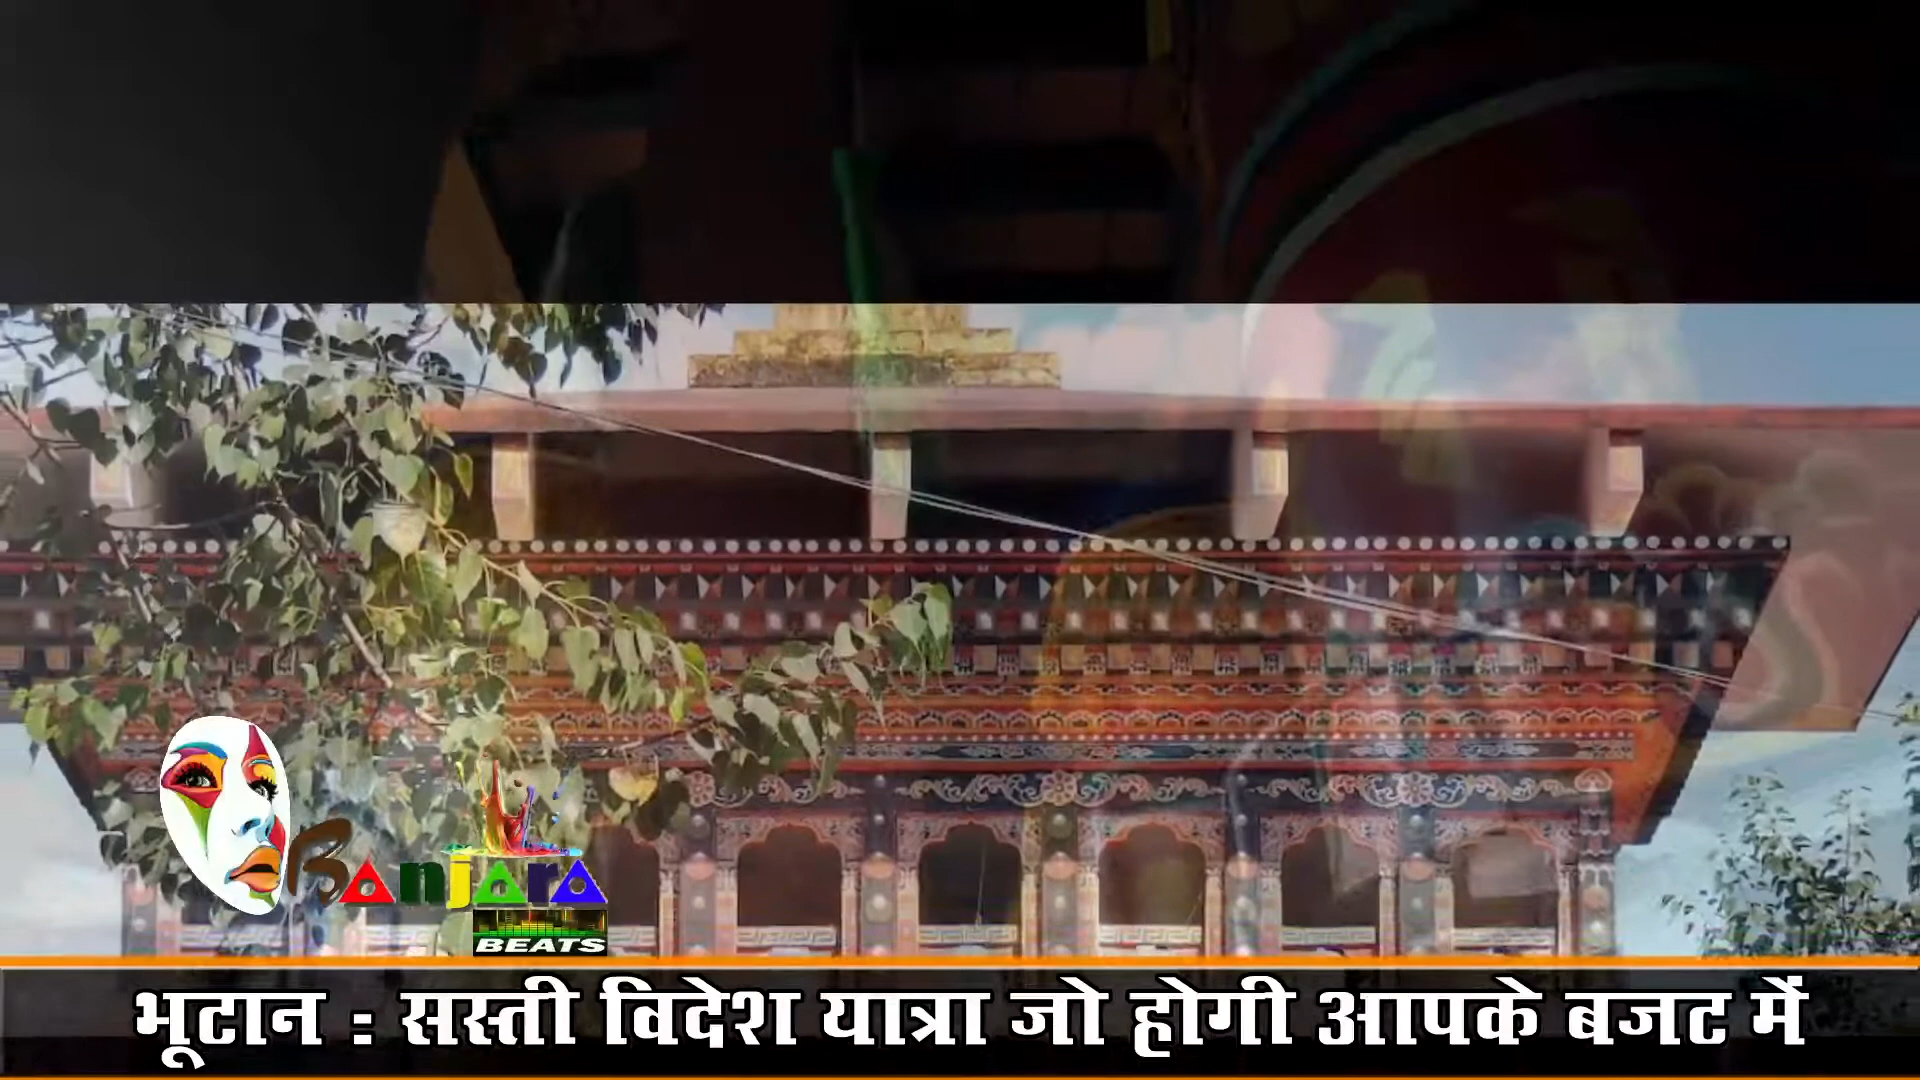 Banjara
BEATS
भूटान : सस्ती विदेश यात्रा जो होगी आपके बजट में